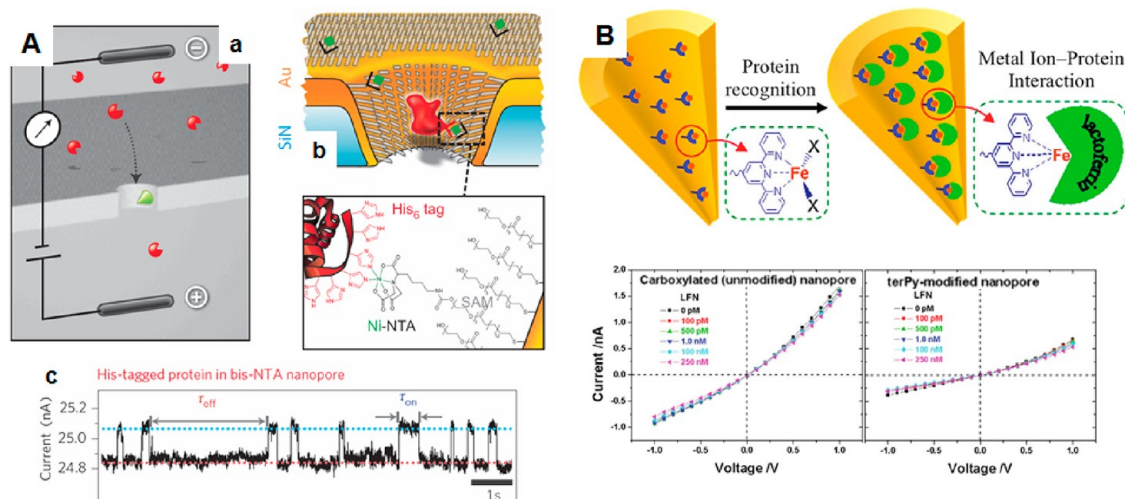 A
a
Au
SiN
b
His6 tag
Ni-NTA
SAM
c
His-tagged protein in bis-NTA nanopore
τoff
τon
Current (nA)
25.2
25.0
24.8
1s
B
Protein
recognition
Metal Ion–Protein
Interaction
N
N
N
Fe
X
X
N
N
N
Fe
lactoferrin
Carboxylated (unmodified) nanopore
LFN
0 pM
100 pM
500 pM
1.0 nM
100 nM
250 nM
terPy-modified nanopore
LFN
0 pM
100 pM
500 pM
1.0 nM
100 nM
250 nM
Current /nA
2.0
1.5
1.0
0.5
0.0
-0.5
-1.0
-1.0 -0.5 0.0 0.5 1.0
-1.0 -0.5 0.0 0.5 1.0
Voltage /V
Voltage /V